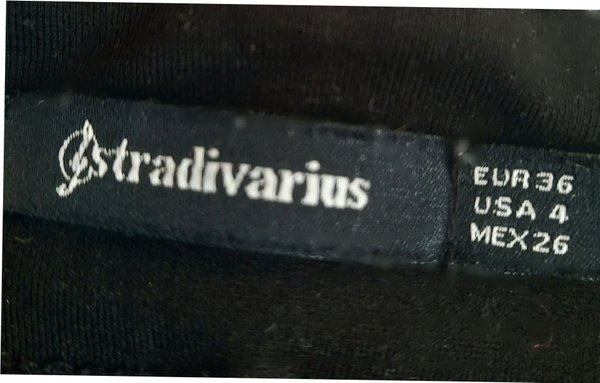 stradivarius
EUR 36
USA 4
MEX 26